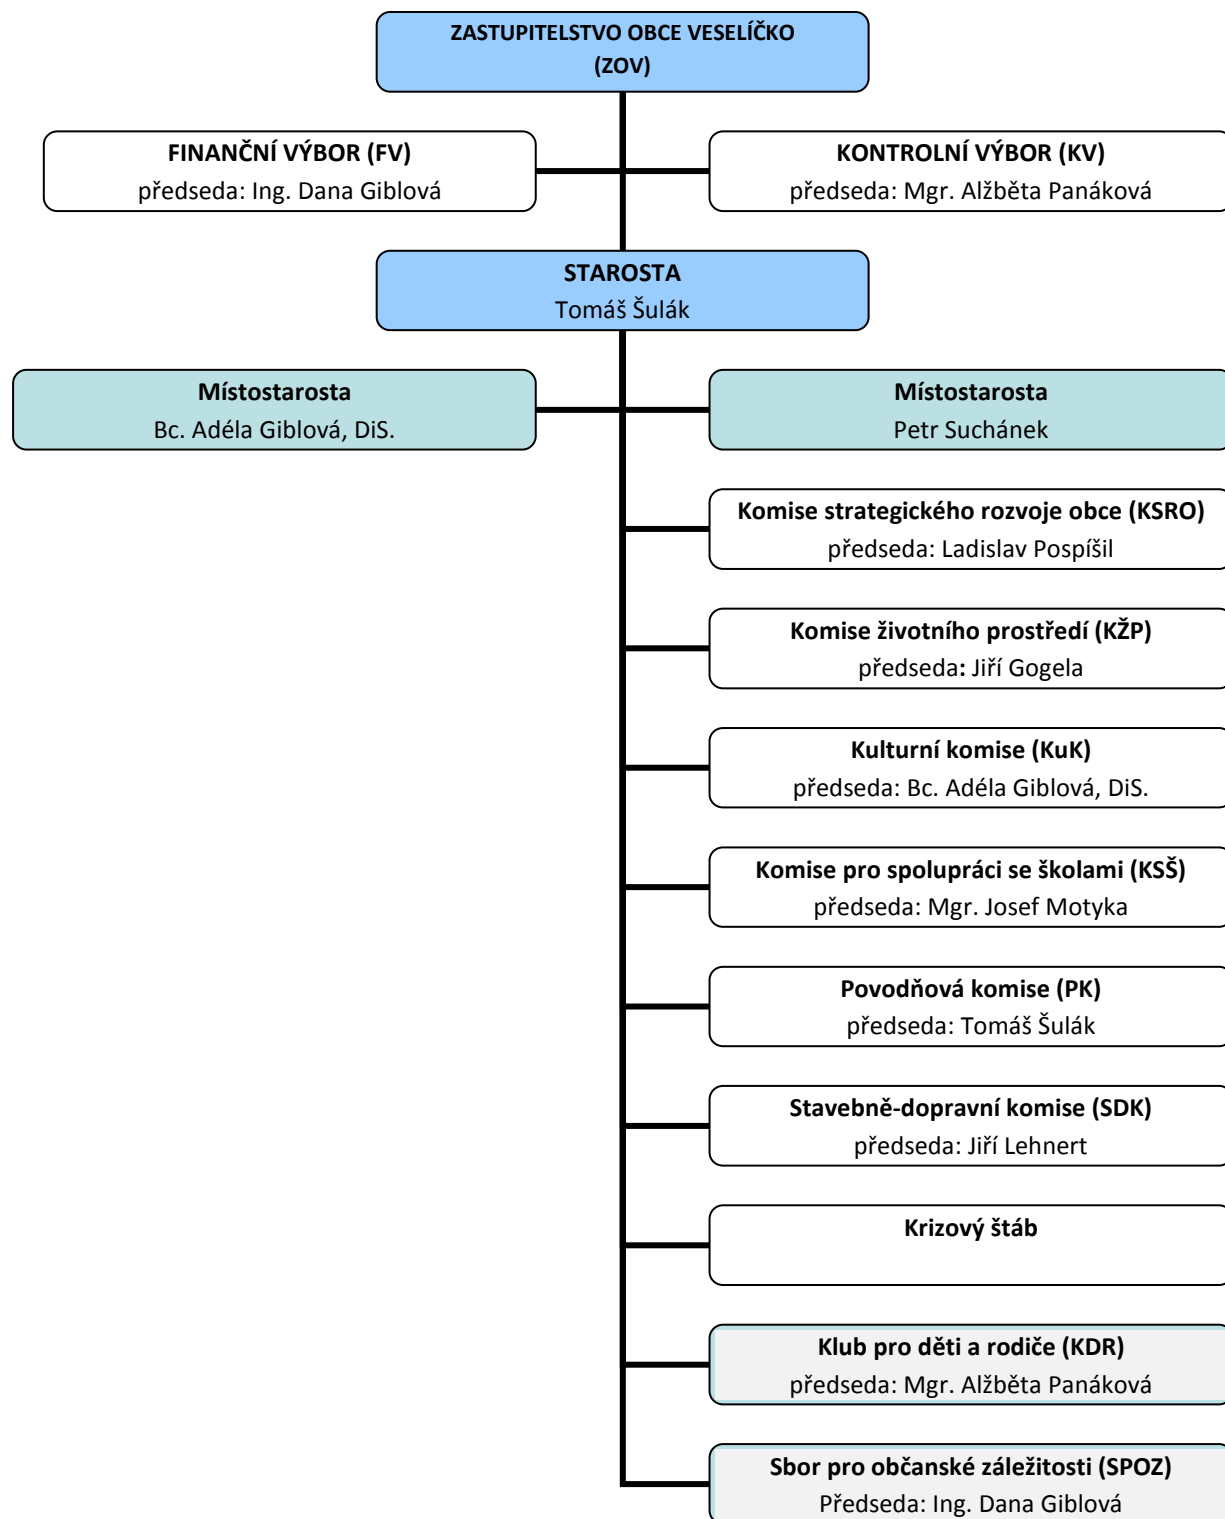 ZASTUPITELSTVO OBCE VESELÍČKO
(ZOV)
FINANČNÍ VÝBOR (FV)
předseda: Ing. Dana Giblová
KONTROLNÍ VÝBOR (KV)
předseda: Mgr. Alžběta Panáková
STAROSTA
Tomáš Šulák
Místostarosta
Bc. Adéla Giblová, DiS.
Místostarosta
Petr Suchánek
Komise strategického rozvoje obce (KSRO)
předseda: Ladislav Pospíšil
Komise životního prostředí (KŽP)
předseda: Jiří Gogela
Kulturní komise (KuK)
předseda: Bc. Adéla Giblová, DiS.
Komise pro spolupráci se školami (KSŠ)
předseda: Mgr. Josef Motyka
Povodňová komise (PK)
předseda: Tomáš Šulák
Stavebně-dopravní komise (SDK)
předseda: Jiří Lehnert
Krizový štáb
Klub pro děti a rodiče (KDR)
předseda: Mgr. Alžběta Panáková
Sbor pro občanské záležitosti (SPOZ)
Předseda: Ing. Dana Giblová